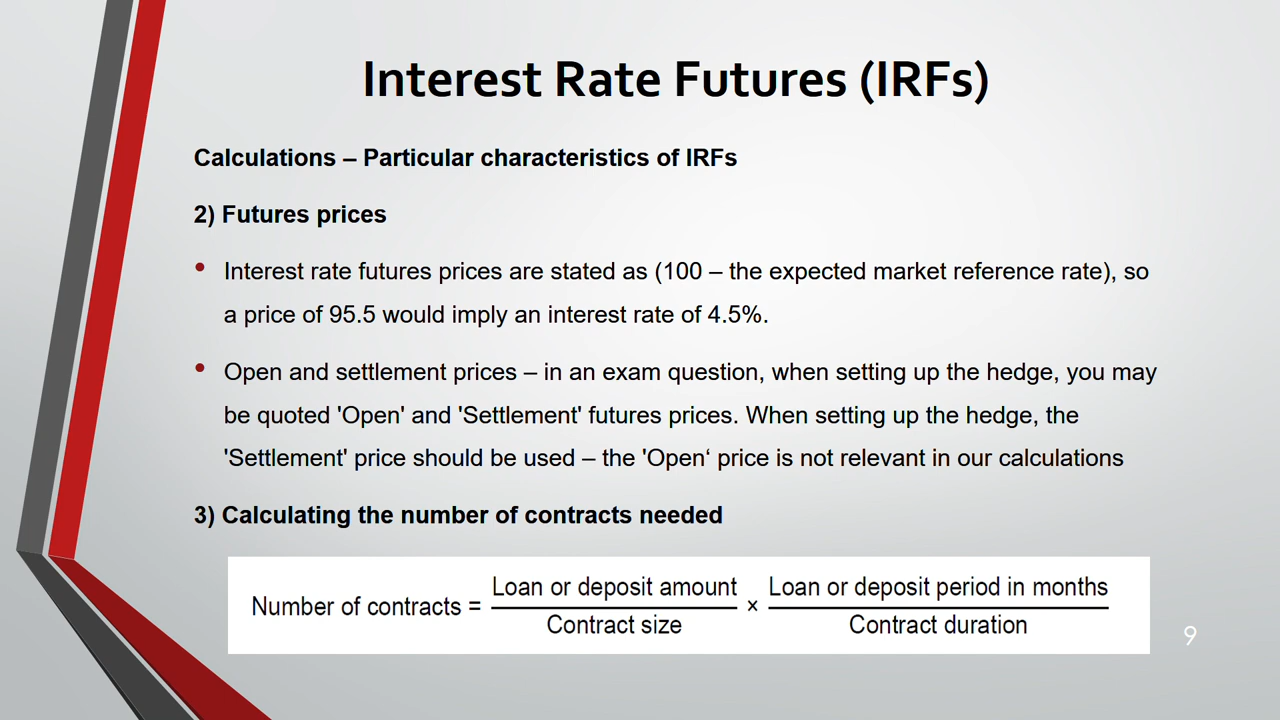 Interest Rate Futures (IRFs)
Calculations – Particular characteristics of IRFs
2) Futures prices
• Interest rate futures prices are stated as (100 – the expected market reference rate), so
a price of 95.5 would imply an interest rate of 4.5%.
• Open and settlement prices – in an exam question, when setting up the hedge, you may
be quoted 'Open' and 'Settlement' futures prices. When setting up the hedge, the
'Settlement' price should be used – the 'Open‘ price is not relevant in our calculations
3) Calculating the number of contracts needed
Number of contracts = Loan or deposit amount / Contract size × Loan or deposit period in months / Contract duration
9